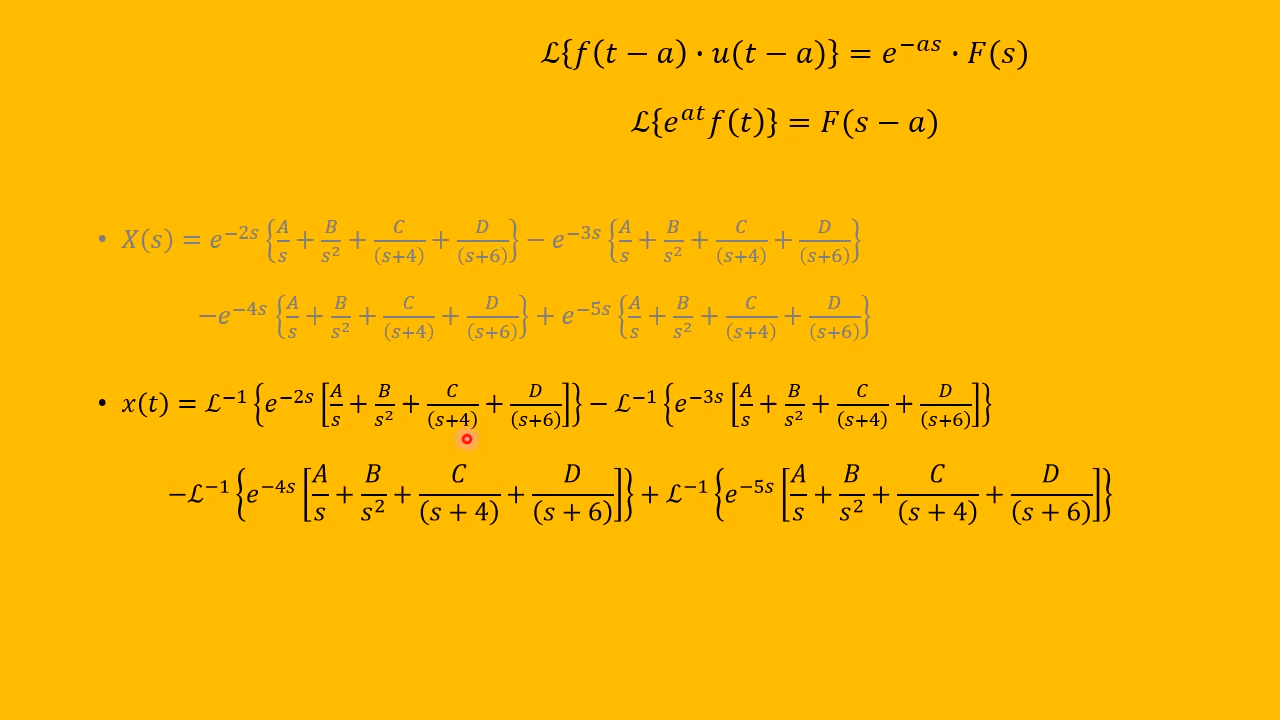 ℒ{f(t − a) · u(t − a)} = e^{−as} · F(s)
ℒ{e^{at} f(t)} = F(s − a)
• X(s) = e^{−2s} {A/s + B/s² + C/(s+4) + D/(s+6)} − e^{−3s} {A/s + B/s² + C/(s+4) + D/(s+6)}
−e^{−4s} {A/s + B/s² + C/(s+4) + D/(s+6)} + e^{−5s} {A/s + B/s² + C/(s+4) + D/(s+6)}
• x(t) = ℒ⁻¹ {e^{−2s} [A/s + B/s² + C/(s+4) + D/(s+6)]} − ℒ⁻¹ {e^{−3s} [A/s + B/s² + C/(s+4) + D/(s+6)]}
−ℒ⁻¹ {e^{−4s} [A/s + B/s² + C/(s + 4) + D/(s + 6)]} + ℒ⁻¹ {e^{−5s} [A/s + B/s² + C/(s + 4) + D/(s + 6)]}